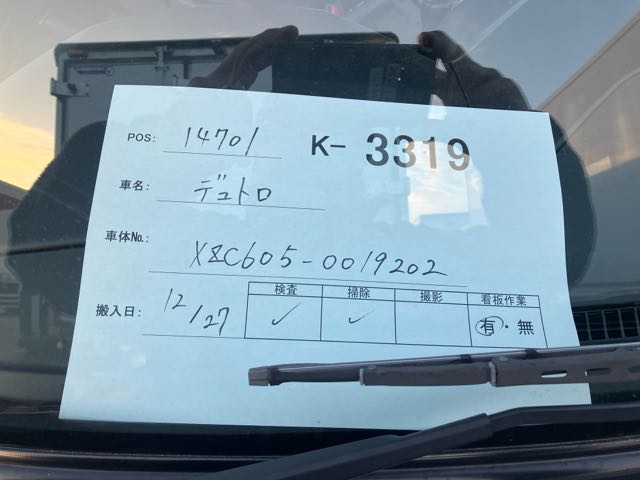 POS: 14701 K- 3319
車名: デュトロ
車体No.: XZC605-0019202
搬入日: 12/27
検査 掃除 撮影 看板作業
✓ ✓ 有・無